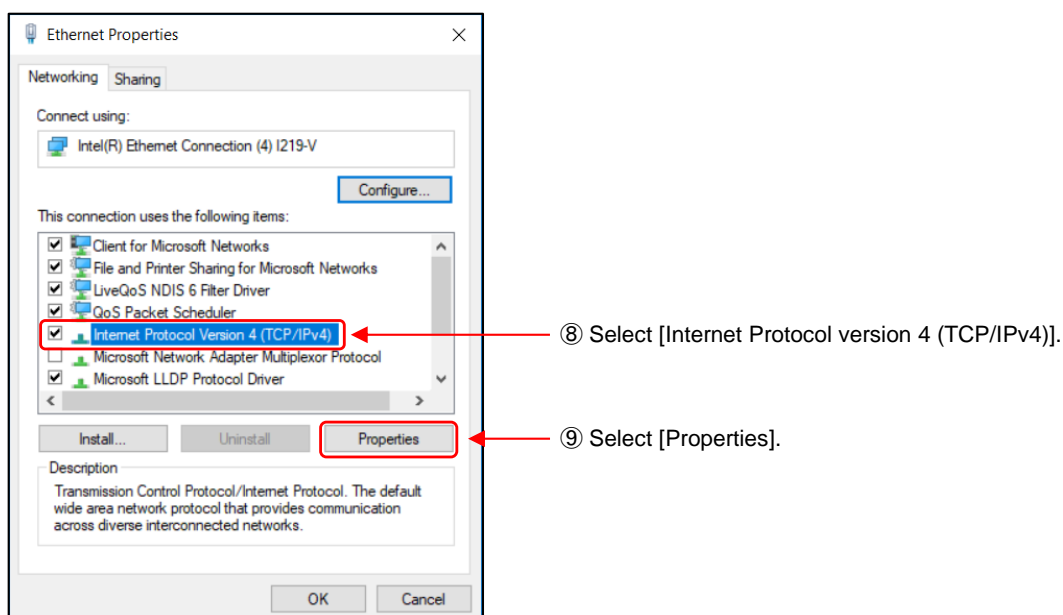 Ethernet Properties
Networking
Sharing
Connect using:
Intel(R) Ethernet Connection (4) I219-V
Configure...
This connection uses the following items:
Client for Microsoft Networks
File and Printer Sharing for Microsoft Networks
LiveQoS NDIS 6 Filter Driver
QoS Packet Scheduler
Internet Protocol Version 4 (TCP/IPv4)
⑧ Select [Internet Protocol version 4 (TCP/IPv4)].
Microsoft Network Adapter Multiplexor Protocol
Microsoft LLDP Protocol Driver
Install...
Uninstall
Properties
⑨ Select [Properties].
Description
Transmission Control Protocol/Internet Protocol. The default
wide area network protocol that provides communication
across diverse interconnected networks.
OK
Cancel